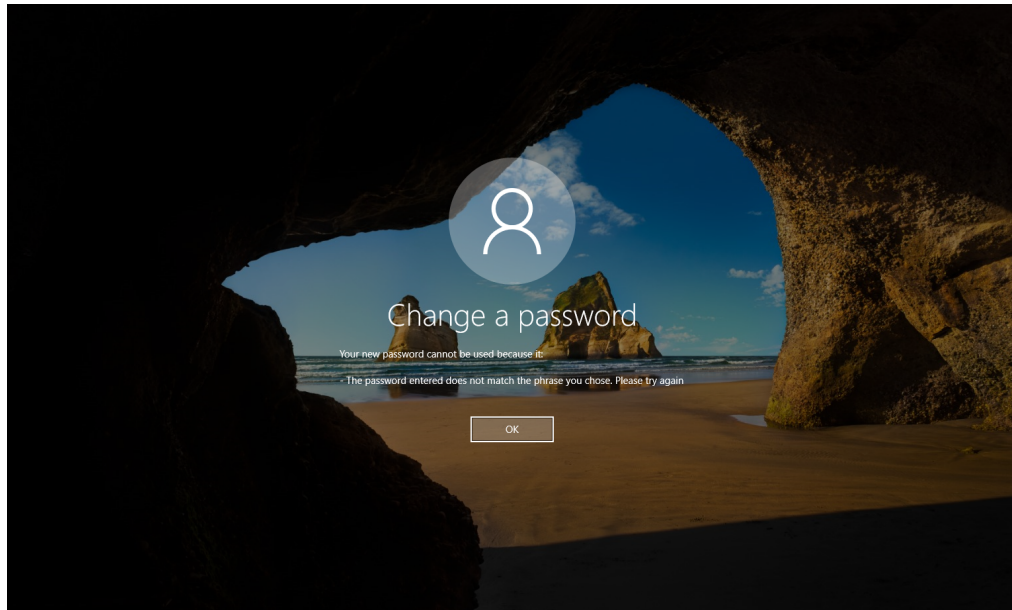 Change a password
Your new password cannot be used because it:
- The password entered does not match the phrase you chose. Please try again
OK